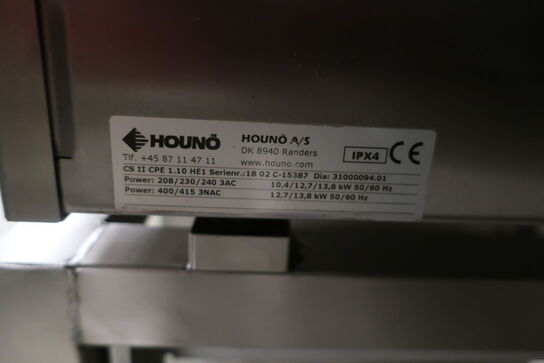 HOUNÖ HOUNÖ A/S
Tlf. +45 87 11 47 11 DK 8940 Randers IPX4 CE
www.houno.com
CS II CPE 1.10 HE1 Serienr.:18 02 C-15387 Dia: 31000094.01
Power: 208/230/240 3AC 10,4/12,7/13,8 kW 50/60 Hz
Power: 400/415 3NAC 12,7/13,8 kW 50/60 Hz